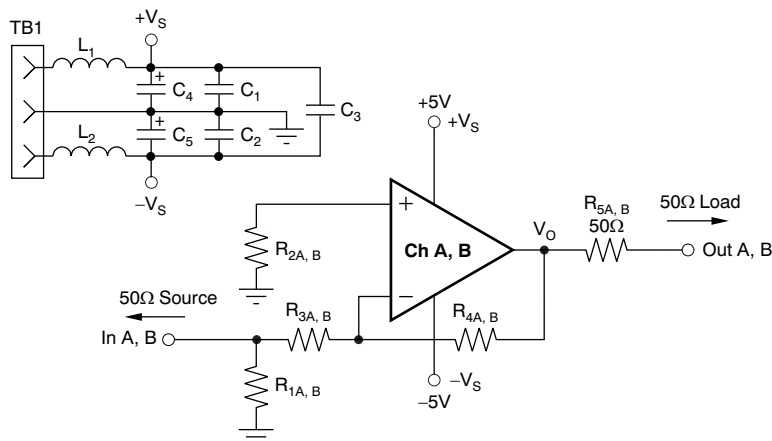 TB1
+VS
L1
+
C4
C1
C3
+
C5
C2
L2
−VS
+5V
+VS
R2A, B
+
Ch A, B
−
VO
R5A, B
50Ω
50Ω Load
Out A, B
50Ω Source
In A, B
R3A, B
R4A, B
R1A, B
−VS
−5V